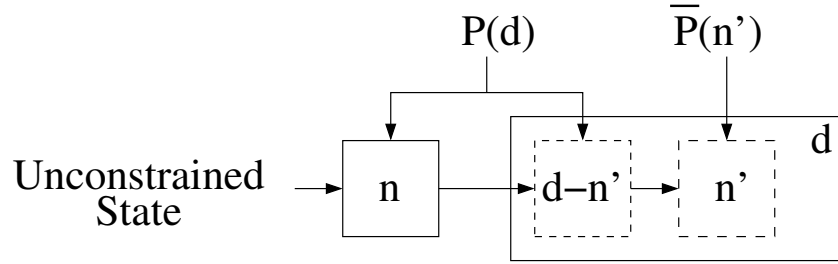 P(d)
P̅(n’)
d
Unconstrained
State
n
d−n’
n’